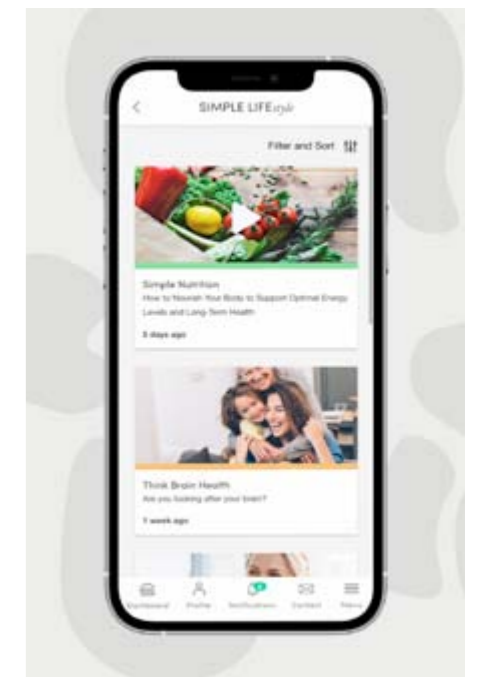 SIMPLE LIFEstyle
Filter and Sort
Simple Nutrition
How to Nourish Your Body to Support Optimal Energy
Levels and Long-Term Health
5 days ago
Think Brain Health
Are you looking after your brain?
1 week ago
Dashboard Profile Notifications Contact Menu